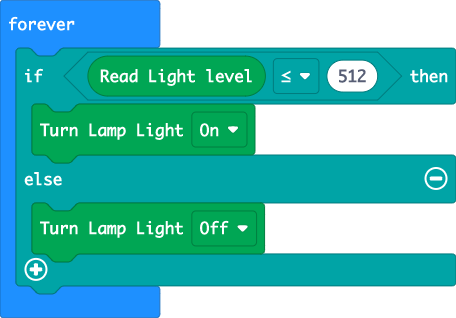 forever
if Read Light level ≤ 512 then
Turn Lamp Light On
else
Turn Lamp Light Off